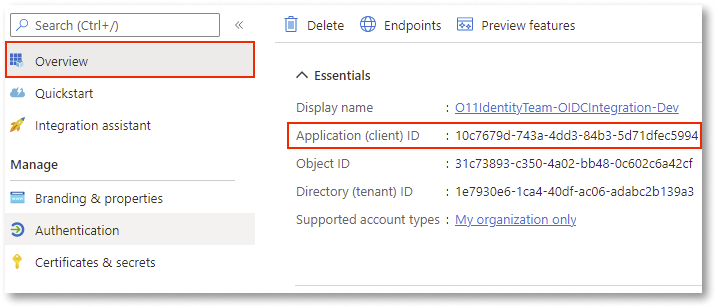 Search (Ctrl+/)
«
Overview
Quickstart
Integration assistant
Manage
Branding & properties
Authentication
Certificates & secrets
Delete Endpoints Preview features
Essentials
Display name : O11IdentityTeam-OIDCIntegration-Dev
Application (client) ID : 10c7679d-743a-4dd3-84b3-5d71dfec5994
Object ID : 31c73893-c350-4a02-bb48-0c602c6a42cf
Directory (tenant) ID : 1e7930e6-1ca4-40df-ac06-adabc2b139a3
Supported account types : My organization only